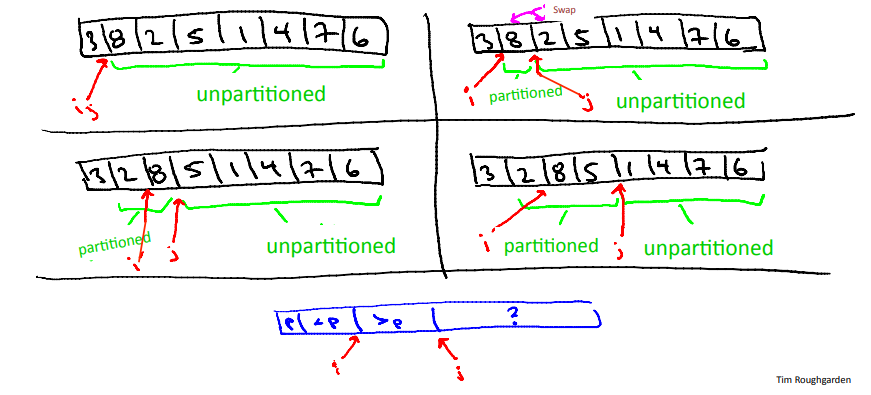 Swap
3 8 2 5 1 4 7 6
3 8 2 5 1 4 7 6
i j
unpartitioned
i
partitioned
j
unpartitioned
3 2 8 5 1 4 7 6
3 2 8 5 1 4 7 6
partitioned
i
j
unpartitioned
i
partitioned
j
unpartitioned
p <p >p ?
i
j
Tim Roughgarden